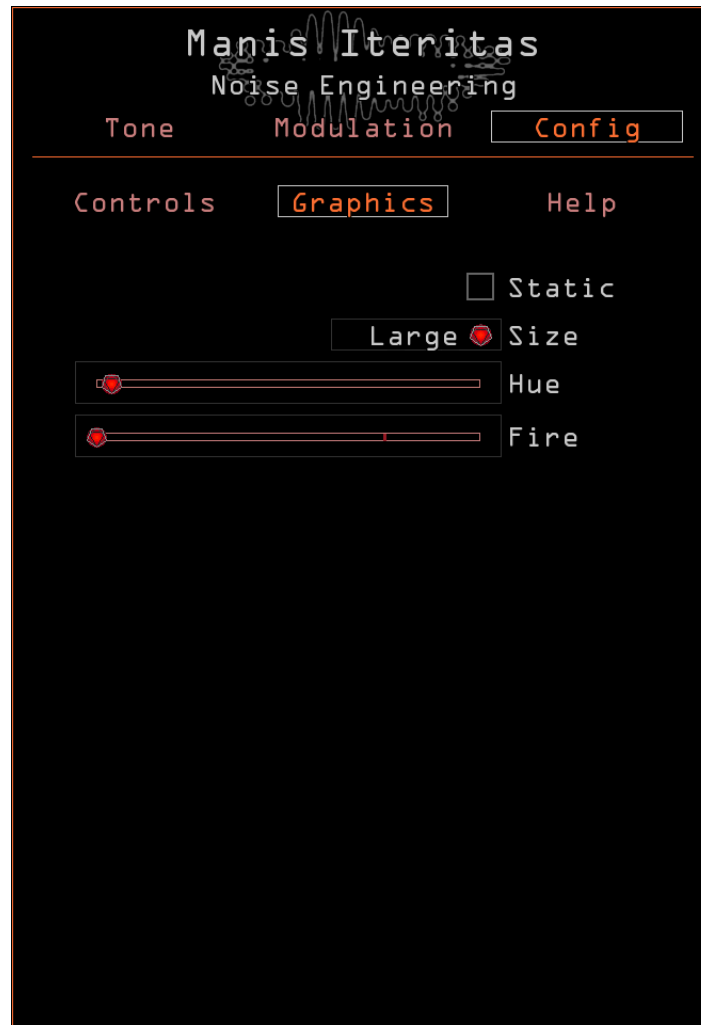 Manis Iteritas
Noise Engineering
Tone Modulation Config
Controls Graphics Help
Static
Large Size
Hue
Fire